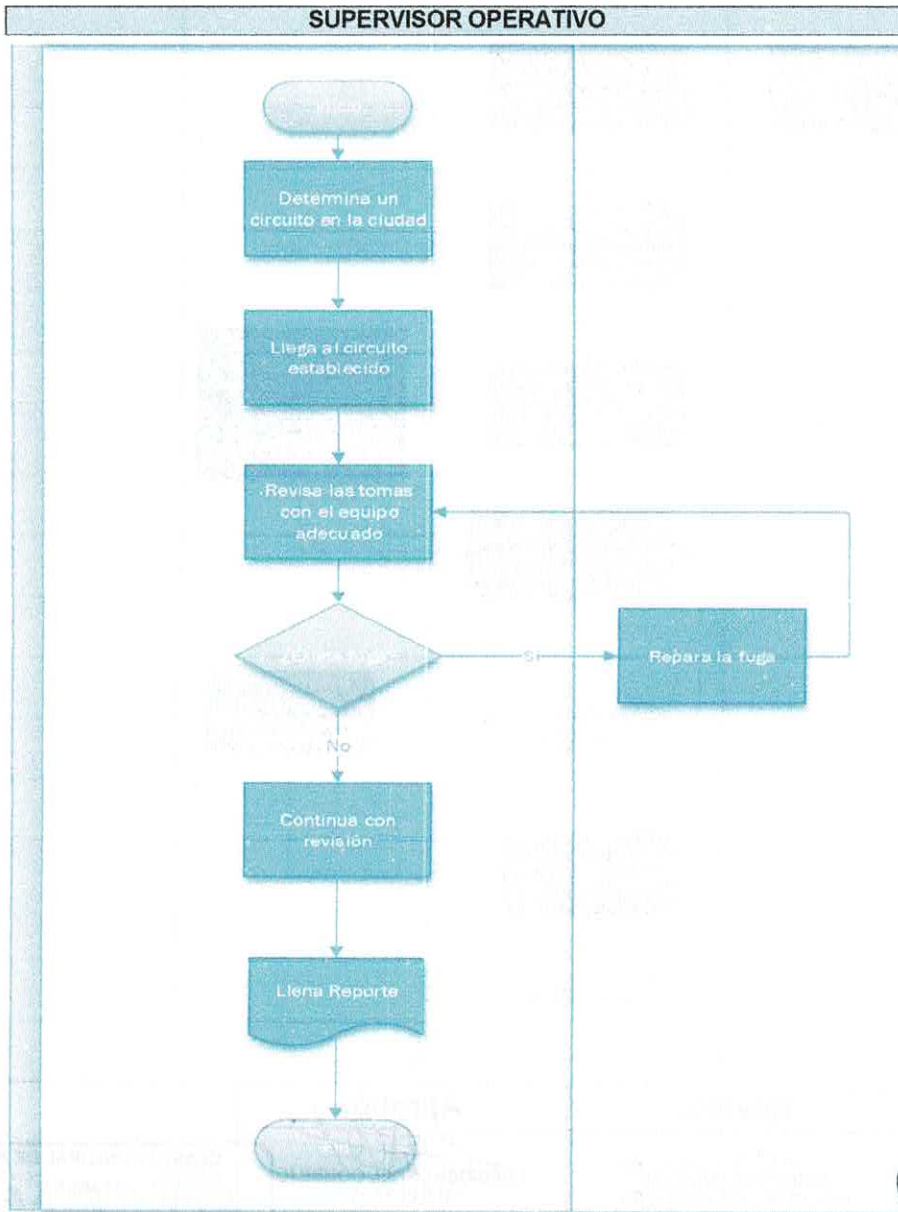 SUPERVISOR OPERATIVO
Determina un
circuito en la ciudad
Llega al circuito
establecido
Revisa las tomas
con el equipo
adecuado
Si
Repara la fuga
No
Continua con
revisión
Llena Reporte